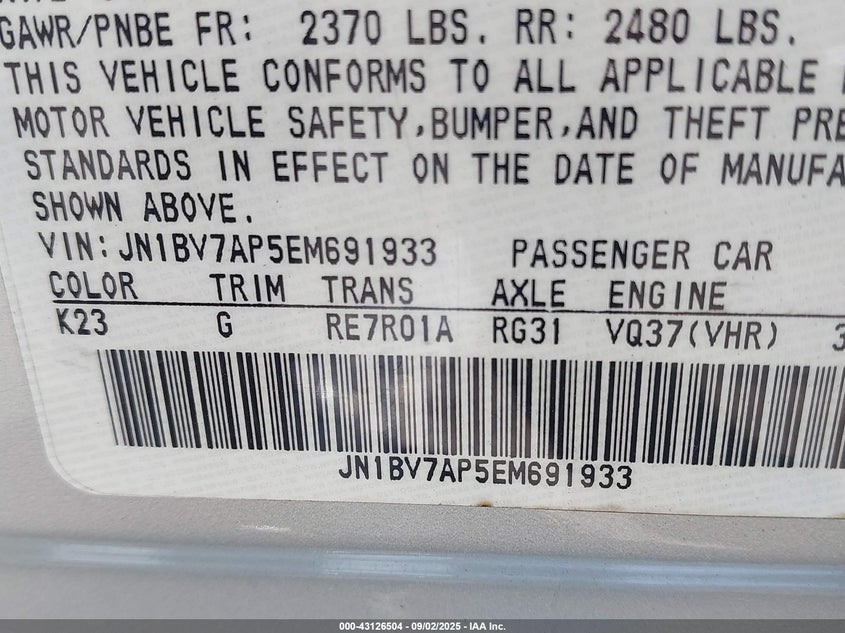 GAWR/PNBE FR: 2370 LBS. RR: 2480 LBS.
THIS VEHICLE CONFORMS TO ALL APPLICABLE
MOTOR VEHICLE SAFETY,BUMPER,AND THEFT PRE
STANDARDS IN EFFECT ON THE DATE OF MANUFA
SHOWN ABOVE.
VIN:JN1BV7AP5EM691933 PASSENGER CAR
COLOR TRIM TRANS AXLE ENGINE
K23 G RE7R01A RG31 VQ37(VHR) 3
JN1BV7AP5EM691933
000-43126504 - 09/02/2025 - IAA Inc.